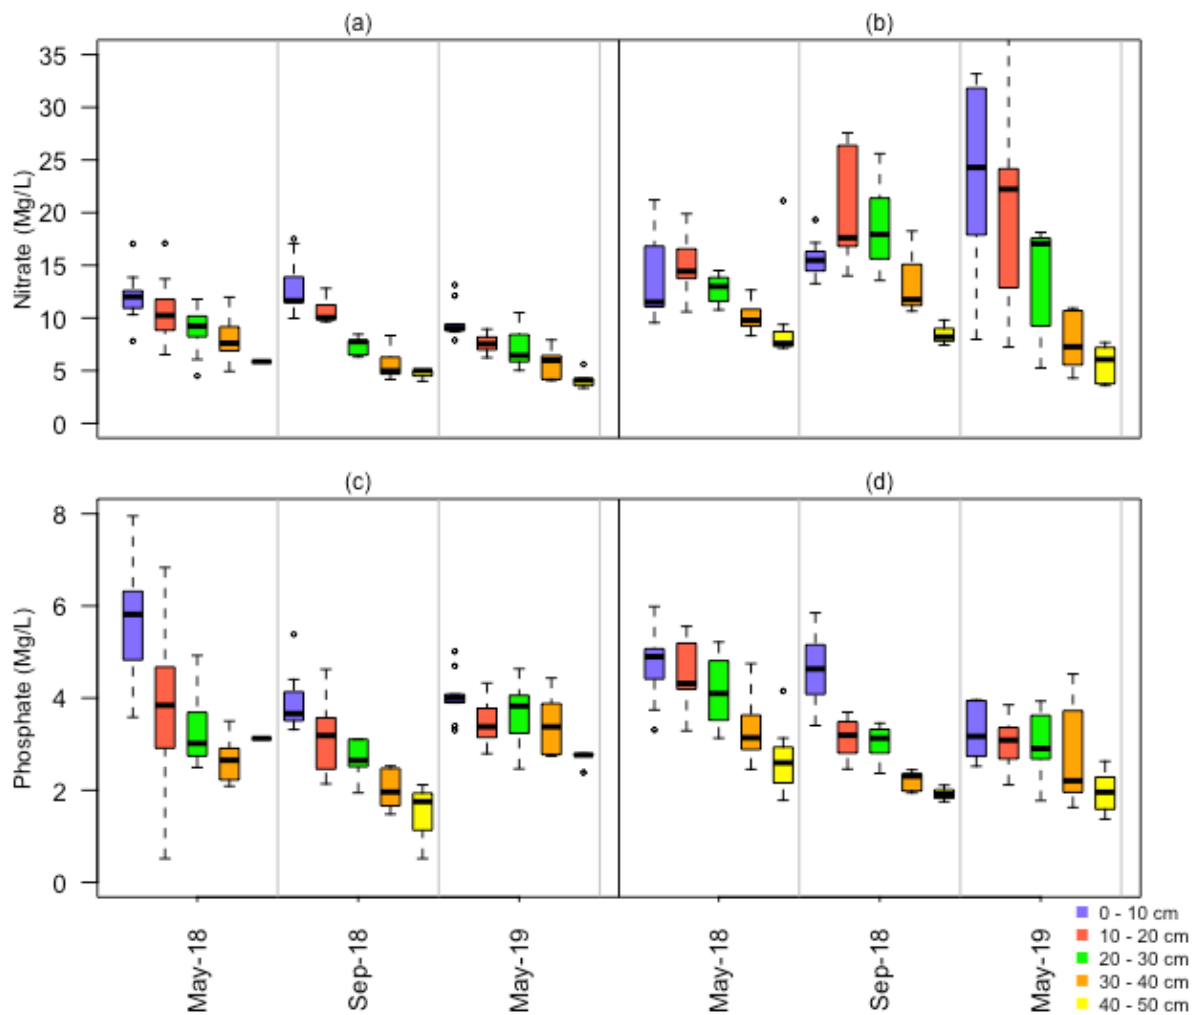 (a) (b)
Nitrate (Mg/L)
35
30
25
20
15
10
5
0
(c) (d)
Phosphate (Mg/L)
8
6
4
2
0
May-18 Sep-18 May-19 May-18 Sep-18 May-19
0 - 10 cm
10 - 20 cm
20 - 30 cm
30 - 40 cm
40 - 50 cm